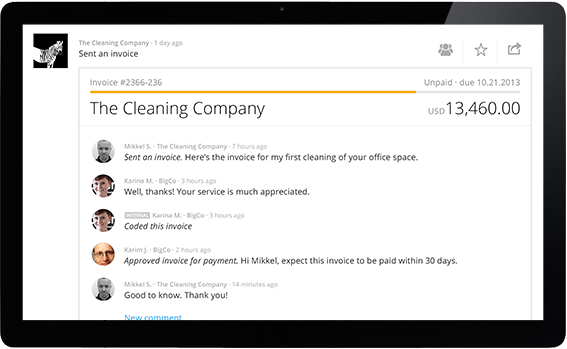 The Cleaning Company · 1 day ago
Sent an invoice
Invoice #2366-236 Unpaid · due 10.21.2013
The Cleaning Company USD 13,460.00
Mikkel S. · The Cleaning Company · 7 hours ago
Sent an invoice. Here's the invoice for my first cleaning of your office space.
Karina M. · BigCo · 3 hours ago
Well, thanks! Your service is much appreciated.
INTERNAL Karina M. · BigCo · 3 hours ago
Coded this invoice
Karim J. · BigCo · 2 hours ago
Approved invoice for payment. Hi Mikkel, expect this invoice to be paid within 30 days.
Mikkel S. · The Cleaning Company · 14 minutes ago
Good to know. Thank you!
New comment